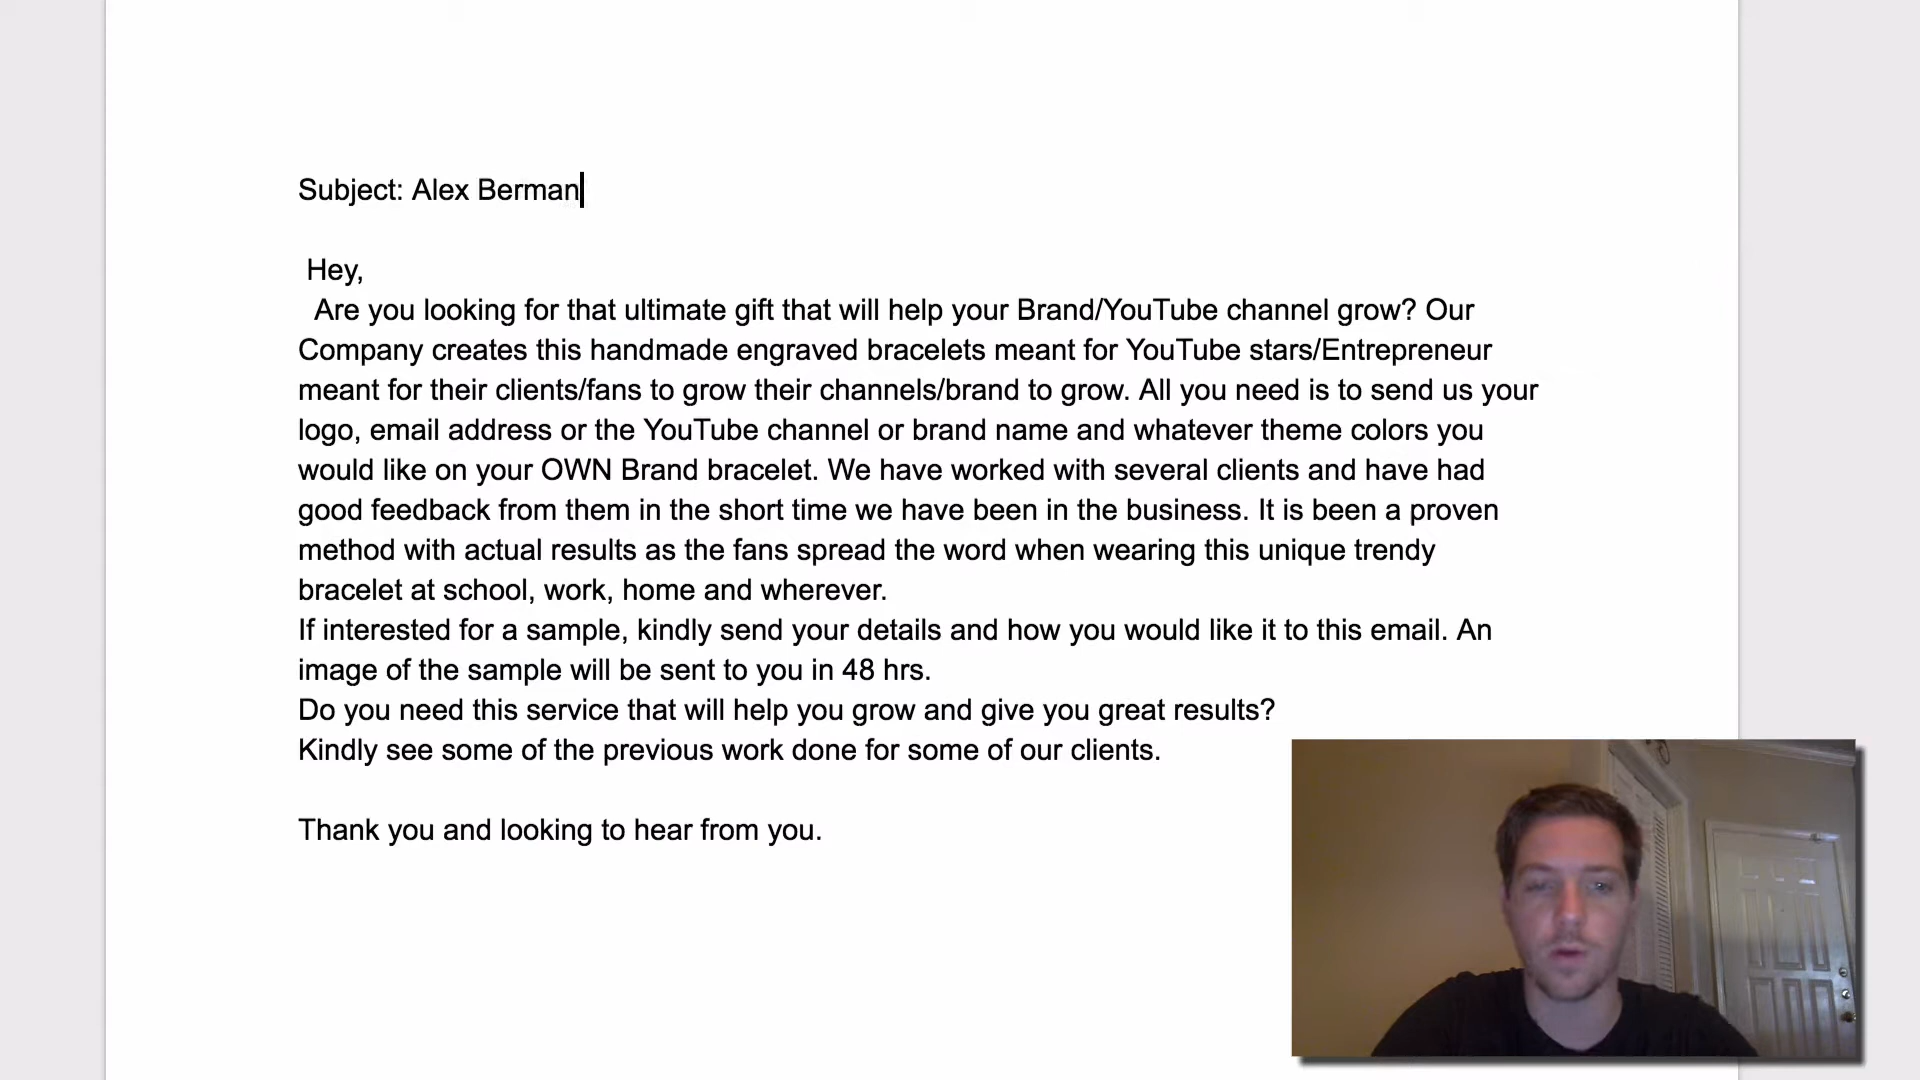 Subject: Alex Berman
Hey,
Are you looking for that ultimate gift that will help your Brand/YouTube channel grow? Our
Company creates this handmade engraved bracelets meant for YouTube stars/Entrepreneur
meant for their clients/fans to grow their channels/brand to grow. All you need is to send us your
logo, email address or the YouTube channel or brand name and whatever theme colors you
would like on your OWN Brand bracelet. We have worked with several clients and have had
good feedback from them in the short time we have been in the business. It is been a proven
method with actual results as the fans spread the word when wearing this unique trendy
bracelet at school, work, home and wherever.
If interested for a sample, kindly send your details and how you would like it to this email. An
image of the sample will be sent to you in 48 hrs.
Do you need this service that will help you grow and give you great results?
Kindly see some of the previous work done for some of our clients.
Thank you and looking to hear from you.